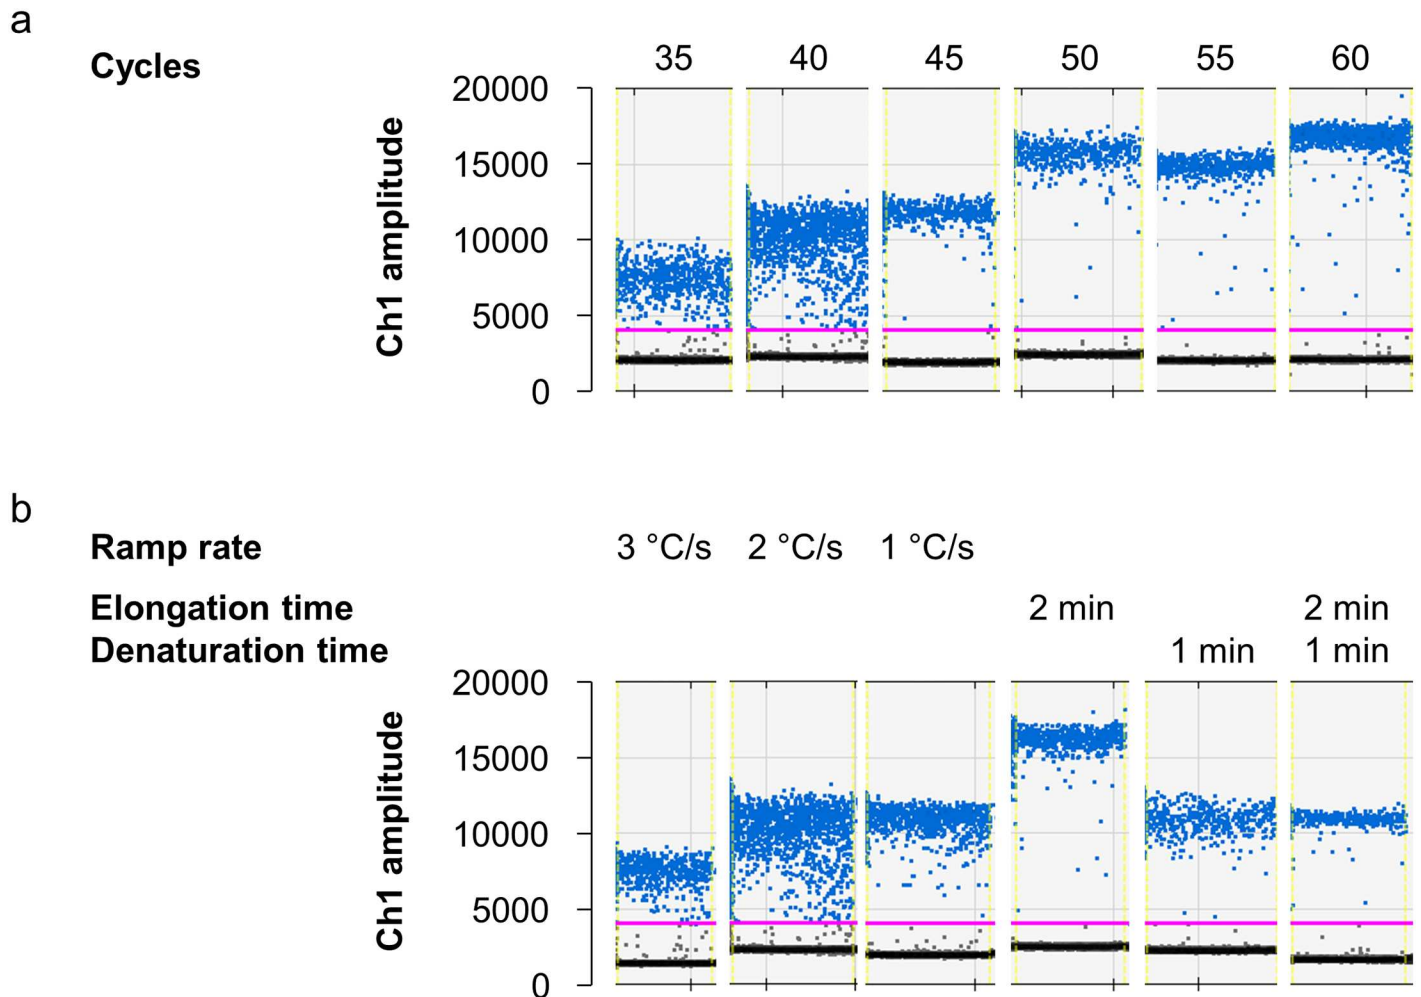 a
Cycles 35 40 45 50 55 60
Ch1 amplitude
20000
15000
10000
5000
0
b
Ramp rate 3 °C/s 2 °C/s 1 °C/s
Elongation time 2 min 2 min
Denaturation time 1 min 1 min
Ch1 amplitude
20000
15000
10000
5000
0